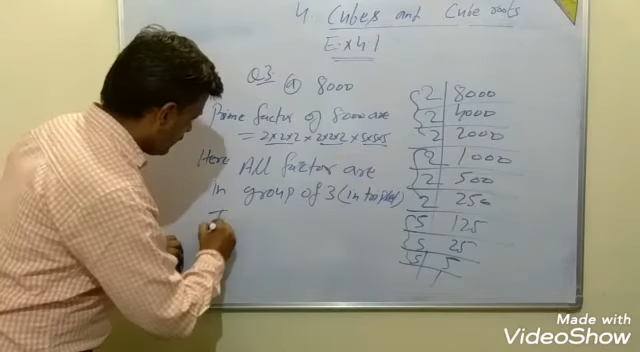 4. Cubes and Cube roots
Ex 4.1
Q3 (a) 8000
Prime factor of 8000 are
= 2×2×2 × 2×2×2 × 5×5×5
Here All factor are
In group of 3 (in triplet)
2 8000
2 4000
2 2000
2 1000
2 500
2 250
5 125
5 25
5 5
1
Made with
VideoShow